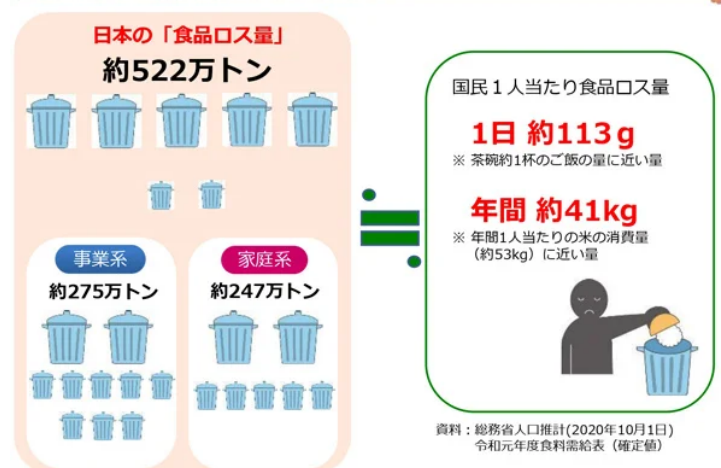 日本の「食品ロス量」
約522万トン
事業系
約275万トン
家庭系
約247万トン
≒
国民１人当たり食品ロス量
1日 約113ｇ
※ 茶碗約1杯のご飯の量に近い量
年間 約41kg
※ 年間1人当たりの米の消費量
（約53kg）に近い量
資料：総務省人口推計(2020年10月1日)
令和元年度食料需給表（確定値）